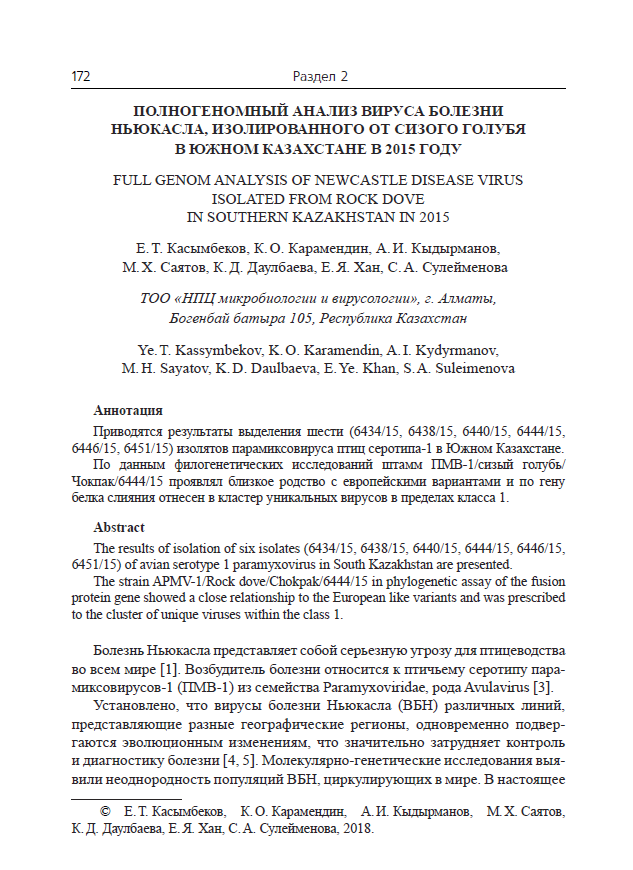 172
Раздел 2
ПОЛНОГЕНОМНЫЙ АНАЛИЗ ВИРУСА БОЛЕЗНИ
НЬЮКАСЛА, ИЗОЛИРОВАННОГО ОТ СИЗОГО ГОЛУБЯ
В ЮЖНОМ КАЗАХСТАНЕ В 2015 ГОДУ
FULL GENOM ANALYSIS OF NEWCASTLE DISEASE VIRUS
ISOLATED FROM ROCK DOVE
IN SOUTHERN KAZAKHSTAN IN 2015
Е. Т. Касымбеков, К. О. Карамендин, А. И. Кыдырманов,
М. Х. Саятов, К. Д. Даулбаева, Е. Я. Хан, С. А. Сулейменова
ТОО «НПЦ микробиологии и вирусологии», г. Алматы,
Богенбай батыра 105, Республика Казахстан
Ye. T. Kassymbekov, K. O. Karamendin, A. I. Kydyrmanov,
M. H. Sayatov, K. D. Daulbaeva, E. Ye. Khan, S. A. Suleimenova
Аннотация
Приводятся результаты выделения шести (6434/15, 6438/15, 6440/15, 6444/15,
6446/15, 6451/15) изолятов парамиксовируса птиц серотипа-1 в Южном Казахстане.
По данным филогенетических исследований штамм ПМВ-1/сизый голубь/
Чокпак/6444/15 проявлял близкое родство с европейскими вариантами и по гену
белка слияния отнесен в кластер уникальных вирусов в пределах класса 1.
Abstract
The results of isolation of six isolates (6434/15, 6438/15, 6440/15, 6444/15, 6446/15,
6451/15) of avian serotype 1 paramyxovirus in South Kazakhstan are presented.
The strain APMV-1/Rock dove/Chokpak/6444/15 in phylogenetic assay of the fusion
protein gene showed a close relationship to the European like variants and was prescribed
to the cluster of unique viruses within the class 1.
Болезнь Ньюкасла представляет собой серьезную угрозу для птицеводства
во всем мире [1]. Возбудитель болезни относится к птичьему серотипу пара-
миксовирусов-1 (ПМВ-1) из семейства Paramyxoviridae, рода Avulavirus [3].
Установлено, что вирусы болезни Ньюкасла (ВБН) различных линий,
представляющие разные географические регионы, одновременно подвер-
гаются эволюционным изменениям, что значительно затрудняет контроль
и диагностику болезни [4, 5]. Молекулярно-генетические исследования выя-
вили неоднородность популяций ВБН, циркулирующих в мире. В настоящее
© Е. Т. Касымбеков, К. О. Карамендин, А. И. Кыдырманов, М. Х. Саятов,
К. Д. Даулбаева, Е. Я. Хан, С. А. Сулейменова, 2018.